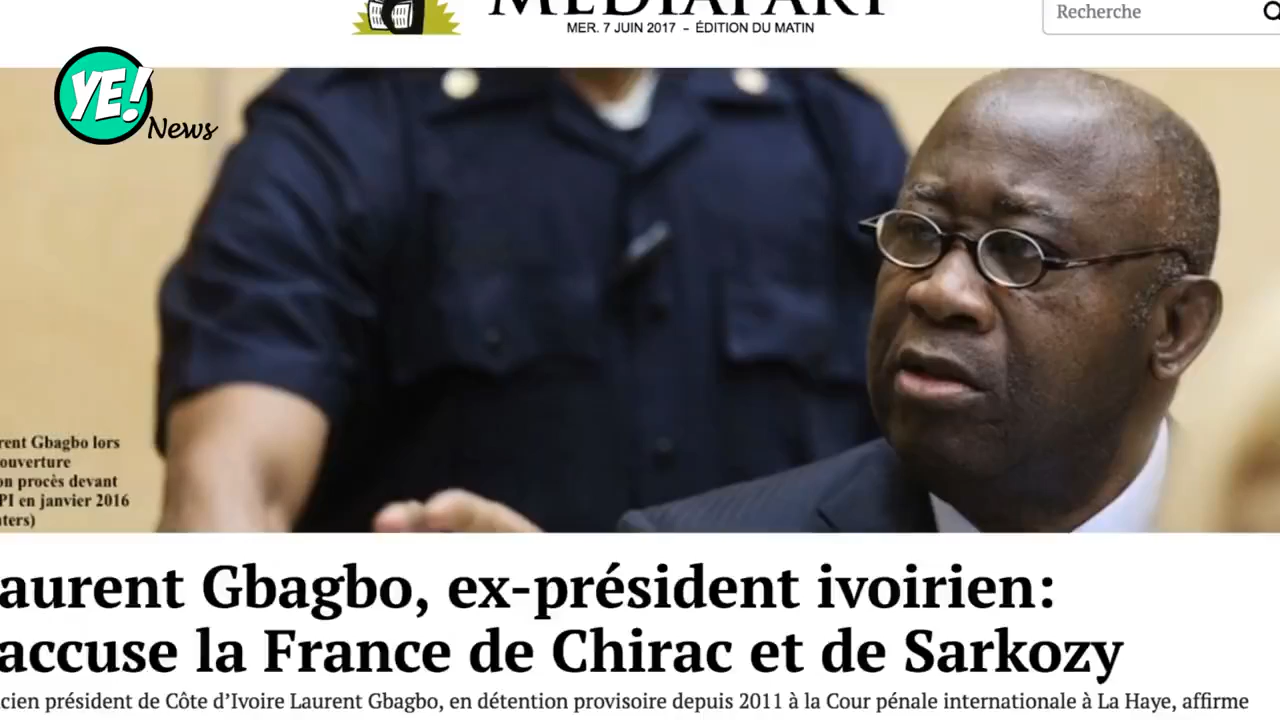 MEDIAPART
MER. 7 JUIN 2017 – ÉDITION DU MATIN
Recherche
YE!
News
rent Gbagbo lors
ouverture
on procès devant
PI en janvier 2016
ters)
aurent Gbagbo, ex-président ivoirien:
accuse la France de Chirac et de Sarkozy
cien président de Côte d’Ivoire Laurent Gbagbo, en détention provisoire depuis 2011 à la Cour pénale internationale à La Haye, affirme